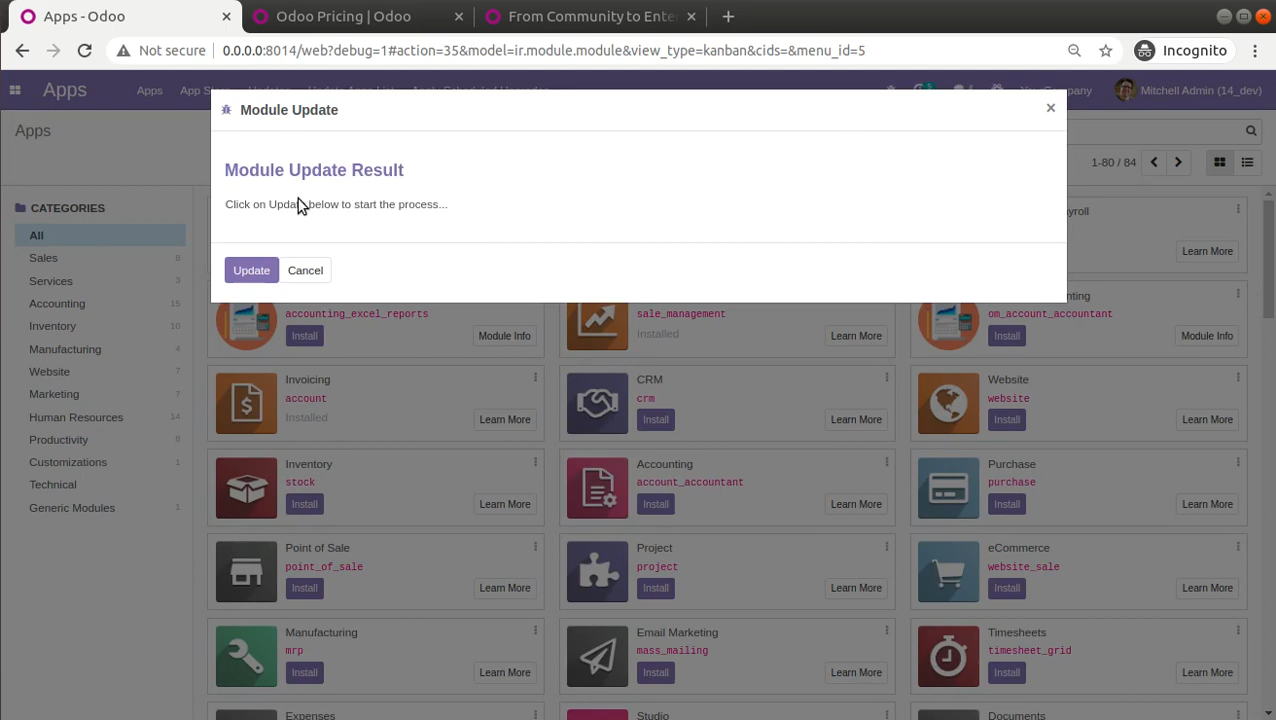 Apps - Odoo
Odoo Pricing | Odoo
From Community to Enter
Not secure
0.0.0.0:8014/web?debug=1#action=35&model=ir.module.module&view_type=kanban&cids=&menu_id=5
Incognito
Apps
Apps
Mitchell Admin (14_dev)
Module Update
Apps
Module Update Result
1-80 / 84
Click on Update below to start the process...
CATEGORIES
All
Sales 8
Services 3
Accounting 15
Inventory 10
Manufacturing 4
Website 7
Marketing 7
Human Resources 14
Productivity 8
Customizations 1
Technical
Generic Modules 1
Update
Cancel
Learn More
accounting_excel_reports
Install
Module Info
sale_management
Installed
Learn More
om_account_accountant
Install
Module Info
Invoicing
account
Installed
Learn More
CRM
crm
Install
Learn More
Website
website
Install
Learn More
Inventory
stock
Install
Learn More
Accounting
account_accountant
Install
Learn More
Purchase
purchase
Install
Learn More
Point of Sale
point_of_sale
Install
Learn More
Project
project
Install
Learn More
eCommerce
website_sale
Install
Learn More
Manufacturing
mrp
Install
Learn More
Email Marketing
mass_mailing
Install
Learn More
Timesheets
timesheet_grid
Install
Learn More
Expenses
Studio
Documents